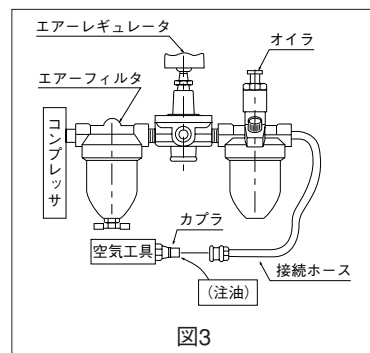 エアーレギュレータ
オイラ
エアーフィルタ
コンプレッサ
カプラ
空気工具
接続ホース
(注油)
図3